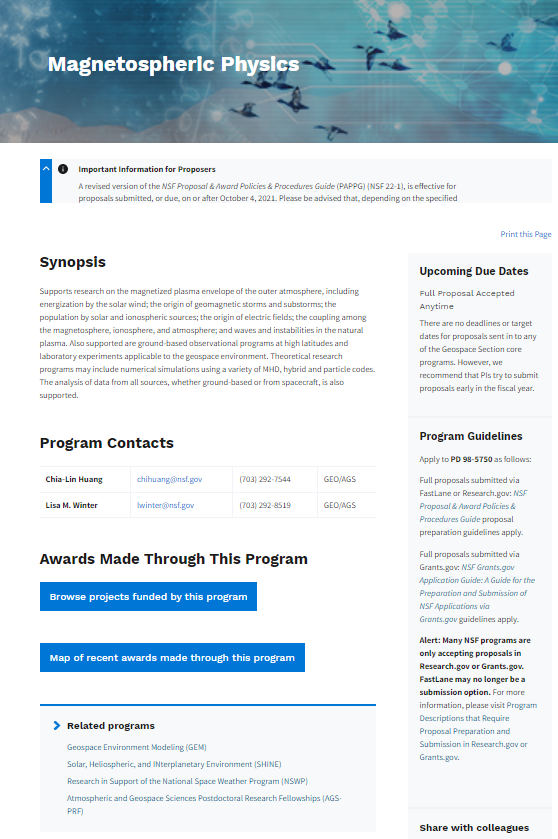 Magnetospheric Physics
Important Information for Proposers
A revised version of the NSF Proposal & Award Policies & Procedures Guide (PAPPG) (NSF 22-1), is effective for
proposals submitted, or due, on or after October 4, 2021. Please be advised that, depending on the specified
Print this Page
Synopsis
Supports research on the magnetized plasma envelope of the outer atmosphere, including
energization by the solar wind; the origin of geomagnetic storms and substorms; the
population by solar and ionospheric sources; the origin of electric fields; the coupling among
the magnetosphere, ionosphere, and atmosphere; and waves and instabilities in the natural
plasma. Also supported are ground-based observational programs at high latitudes and
laboratory experiments applicable to the geospace environment. Theoretical research
programs may include numerical simulations using a variety of MHD, hybrid and particle codes.
The analysis of data from all sources, whether ground-based or from spacecraft, is also
supported.
Program Contacts
Chia-Lin Huang chihuang@nsf.gov (703) 292-7544 GEO/AGS
Lisa M. Winter lwinter@nsf.gov (703) 292-8519 GEO/AGS
Awards Made Through This Program
Browse projects funded by this program
Map of recent awards made through this program
Related programs
Geospace Environment Modeling (GEM)
Solar, Heliospheric, and INterplanetary Environment (SHINE)
Research in Support of the National Space Weather Program (NSWP)
Atmospheric and Geospace Sciences Postdoctoral Research Fellowships (AGS-
PRF)
Upcoming Due Dates
Full Proposal Accepted
Anytime
There are no deadlines or target
dates for proposals sent in to any
of the Geospace Section core
programs. However, we
recommend that PIs try to submit
proposals early in the fiscal year.
Program Guidelines
Apply to PD 98-5750 as follows:
Full proposals submitted via
FastLane or Research.gov: NSF
Proposal & Award Policies &
Procedures Guide proposal
preparation guidelines apply.
Full proposals submitted via
Grants.gov: NSF Grants.gov
Application Guide: A Guide for the
Preparation and Submission of
NSF Applications via
Grants.gov guidelines apply.
Alert: Many NSF programs are
only accepting proposals in
Research.gov or Grants.gov.
FastLane may no longer be a
submission option. For more
information, please visit Program
Descriptions that Require
Proposal Preparation and
Submission in Research.gov or
Grants.gov.
Share with colleagues